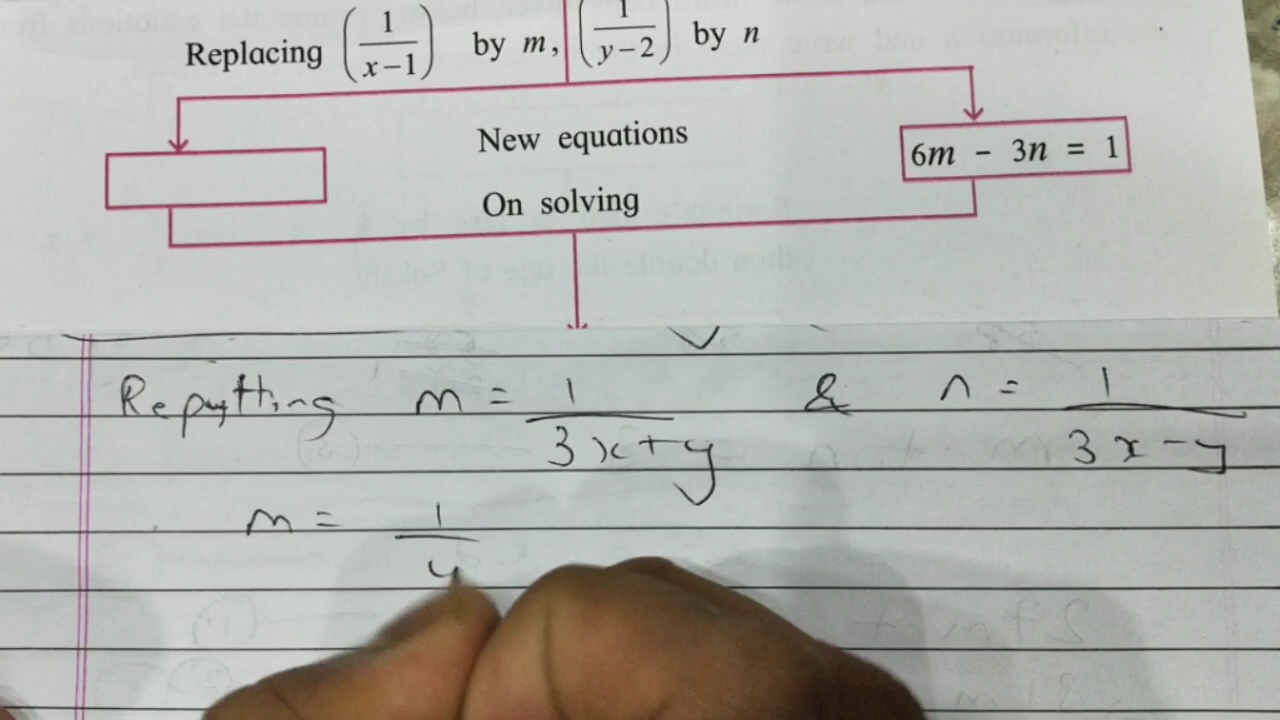 Replacing (1/(x−1)) by m, (1/(y−2)) by n
New equations
6m − 3n = 1
On solving
Reputting m = 1/(3x+y) & n = 1/(3x−y)
m = 1/4